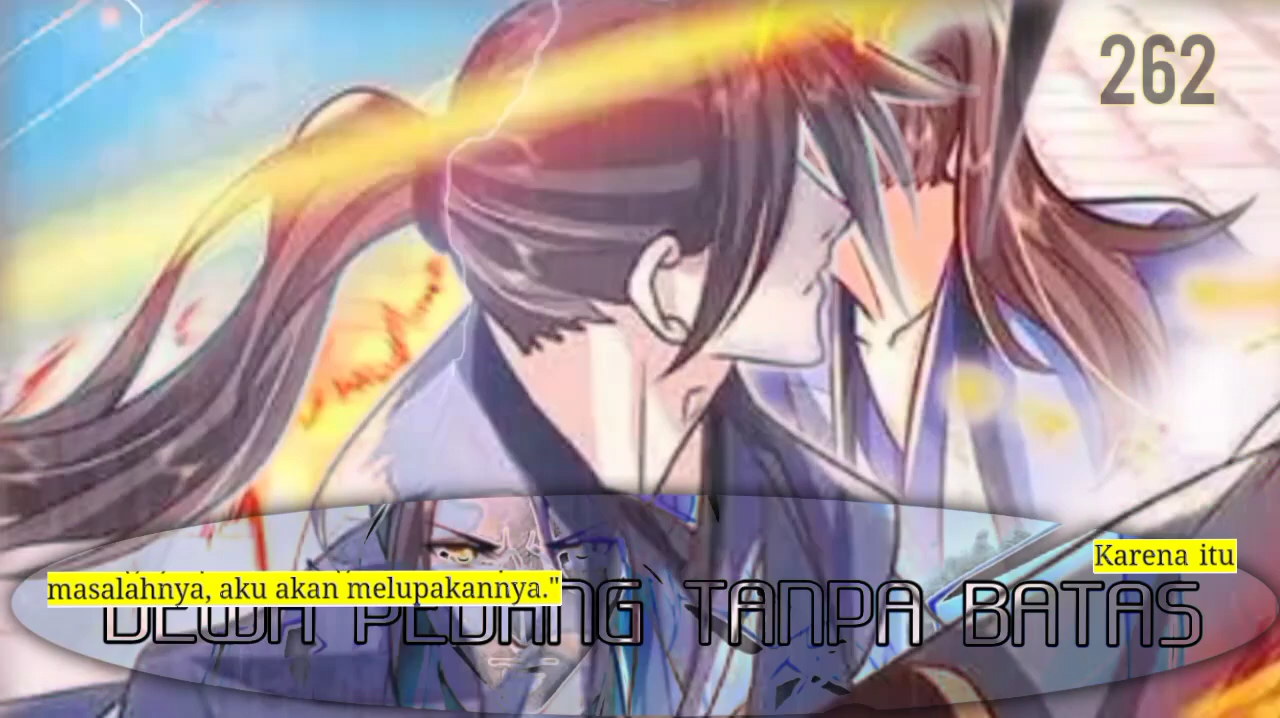 262
Karena itu
masalahnya, aku akan melupakannya."
DEWA PEDANG TANPA BATAS